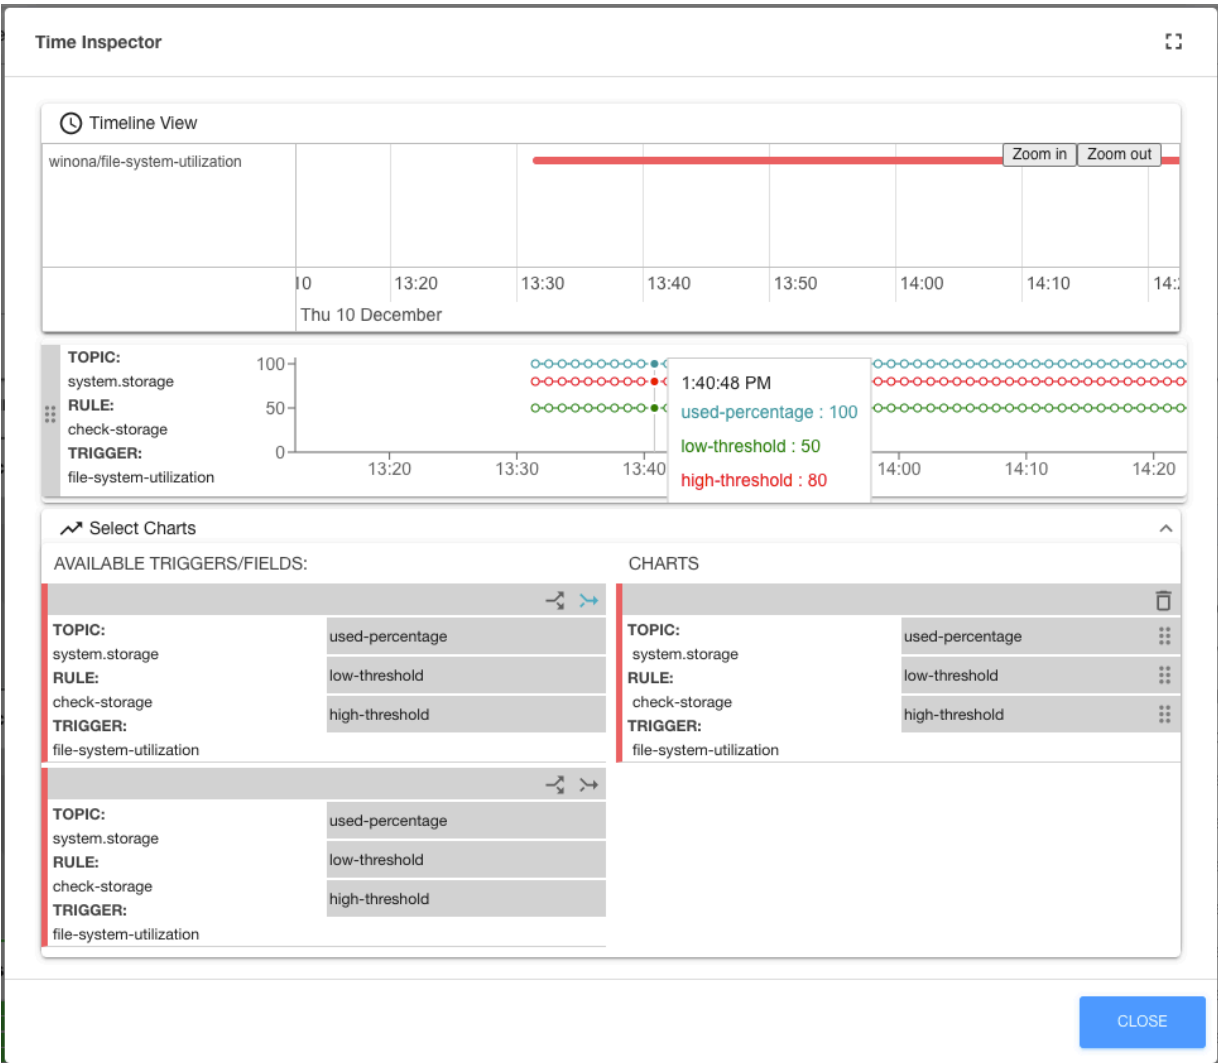 Time Inspector
Timeline View
winona/file-system-utilization
Zoom in
Zoom out
10
13:20
13:30
13:40
13:50
14:00
14:10
Thu 10 December
TOPIC:
system.storage
RULE:
check-storage
TRIGGER:
file-system-utilization
100
50
0
13:20
13:30
13:40
14:00
14:10
14:20
1:40:48 PM
used-percentage : 100
low-threshold : 50
high-threshold : 80
Select Charts
AVAILABLE TRIGGERS/FIELDS:
TOPIC:
system.storage
RULE:
check-storage
TRIGGER:
file-system-utilization
used-percentage
low-threshold
high-threshold
TOPIC:
system.storage
RULE:
check-storage
TRIGGER:
file-system-utilization
used-percentage
low-threshold
high-threshold
CHARTS
TOPIC:
system.storage
RULE:
check-storage
TRIGGER:
file-system-utilization
used-percentage
low-threshold
high-threshold
CLOSE